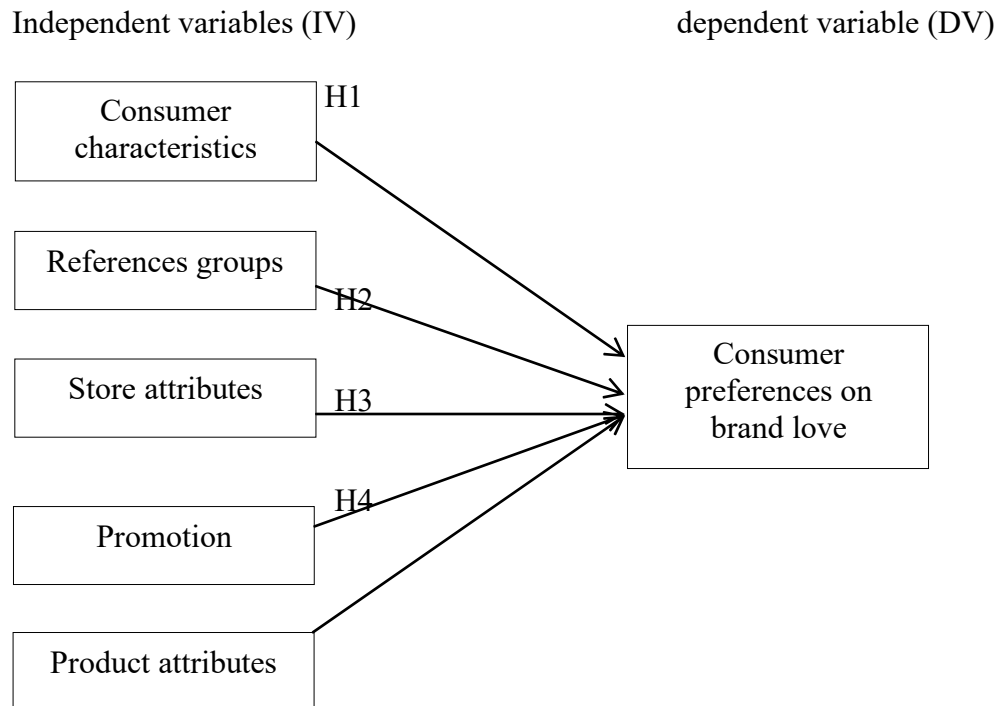 Independent variables (IV)
dependent variable (DV)
Consumer
characteristics
H1
References groups
H2
Store attributes
H3
Promotion
H4
Product attributes
Consumer
preferences on
brand love